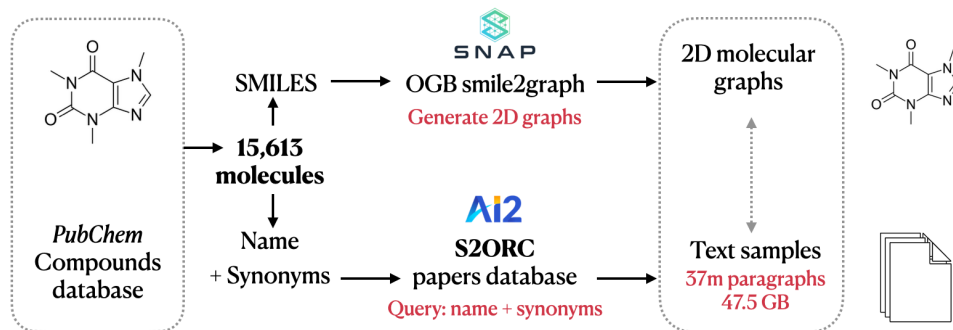 O
N
N
O
N
N
PubChem
Compounds
database
15,613
molecules
SMILES
Name
+ Synonyms
SNAP
OGB smile2graph
Generate 2D graphs
Ai2
S2ORC
papers database
Query: name + synonyms
2D molecular
graphs
Text samples
37m paragraphs
47.5 GB
O
N
N
O
N
N